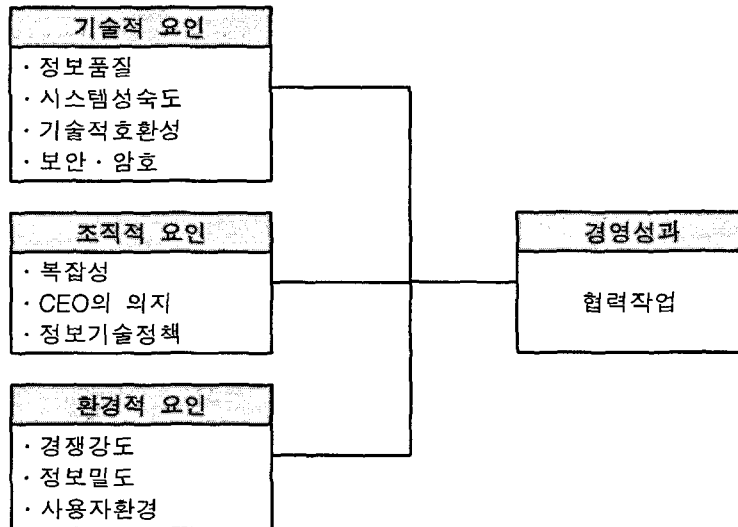 기술적 요인
· 정보품질
· 시스템성숙도
· 기술적호환성
· 보안 · 암호
조직적 요인
· 복잡성
· CEO의 의지
· 정보기술정책
환경적 요인
· 경쟁강도
· 정보밀도
· 사용자환경
경영성과
협력작업